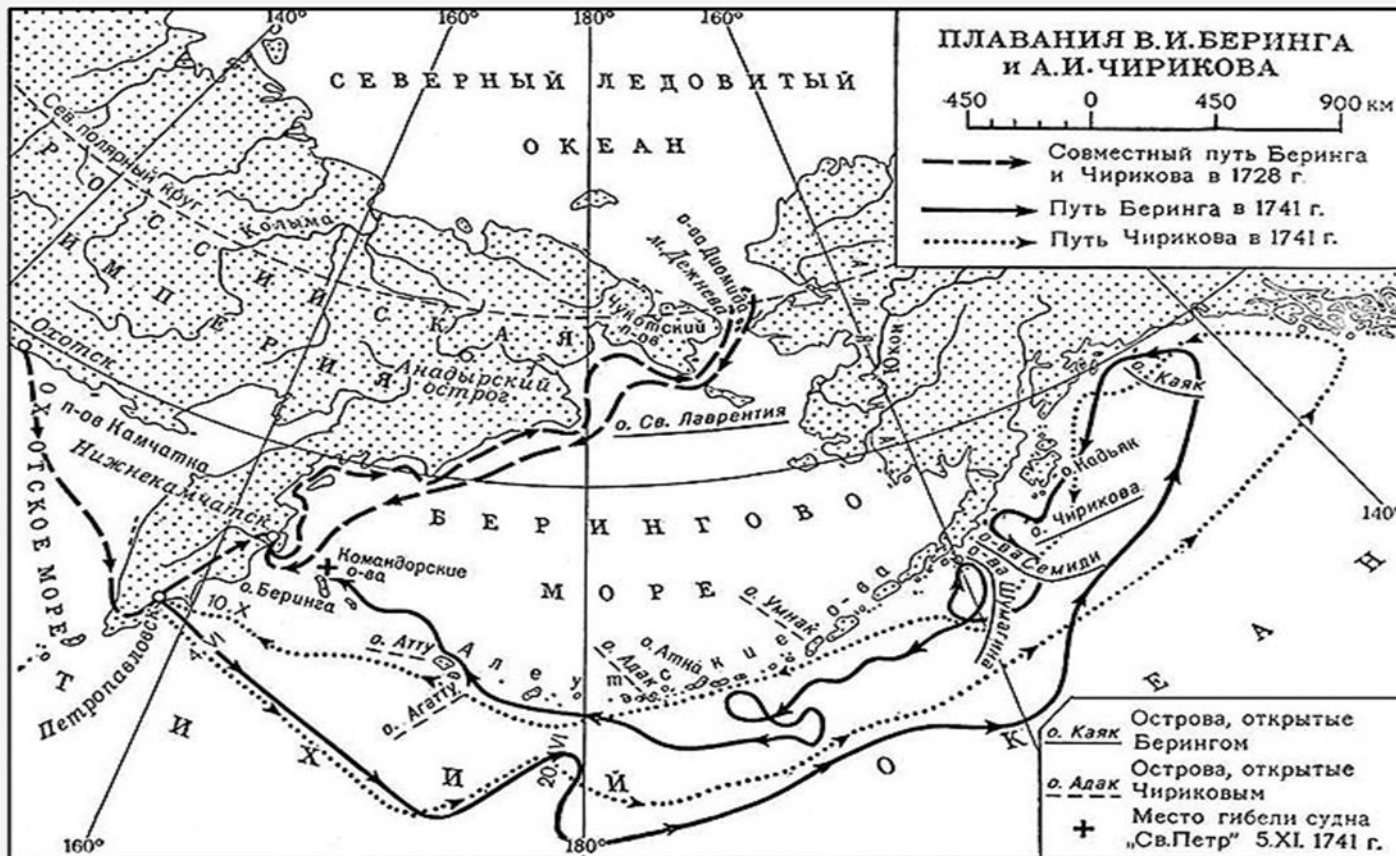 140°
160°
180°
160°
ПЛАВАНИЯ В.И.БЕРИНГА
и А.И.ЧИРИКОВА
450 0 450 900 км
Совместный путь Беринга
и Чирикова в 1728 г.
Путь Беринга в 1741 г.
Путь Чирикова в 1741 г.
СЕВЕРНЫЙ ЛЕДОВИТЫЙ
ОКЕАН
Сев. полярный круг
РОССИЙСКАЯ
ИМПЕРИЯ
Колыма
о-ва Диомида
м. Дежнева
Чукотский
п-ов
АЛЯСКА
Юкон
Анадырский
острог
Охотск
ОХОТСКОЕ МОРЕ
п-ов Камчатка
Нижнекамчатск
о. Св. Лаврентия
о. Каяк
о. Кадьяк
о. Чирикова
о-ва Семиди
о-ва Шумагина
140°
БЕРИНГОВО
МОРЕ
Командорские
о-ва
о. Беринга
10 X
Петропавловск
4 VI
о. Атту
о. Агатту
Алеутские о-ва
о. Адак
о. Атка
о. Умнак
20.VI
ТИХИЙ ОКЕАН
160°
180°
о. Каяк Острова, открытые
Берингом
о. Адак Острова, открытые
Чириковым
Место гибели судна
„Св.Петр" 5.XI. 1741 г.